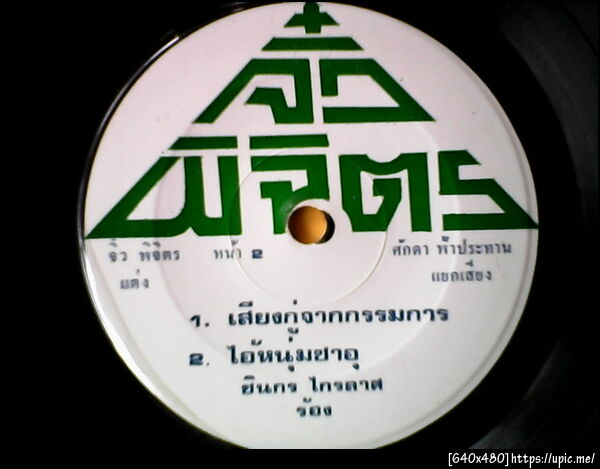 จิ๋ว
พิจิตร
จิ๋ว พิจิตร หน้า 2 ศักดา ฟ้าประทาน
แต่ง แยกเสียง
1. เสียงกู่จากกรรมการ
2. ไอ้หนุ่มซาอุ
ชินกร ไกรลาศ
ร้อง
[640x480]https://upic.me/